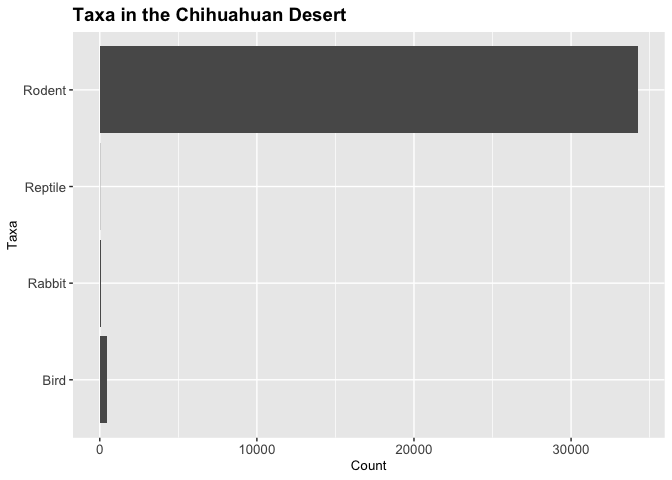 Taxa in the Chihuahuan Desert
Rodent
Reptile
Rabbit
Bird
Taxa
0 10000 20000 30000
Count